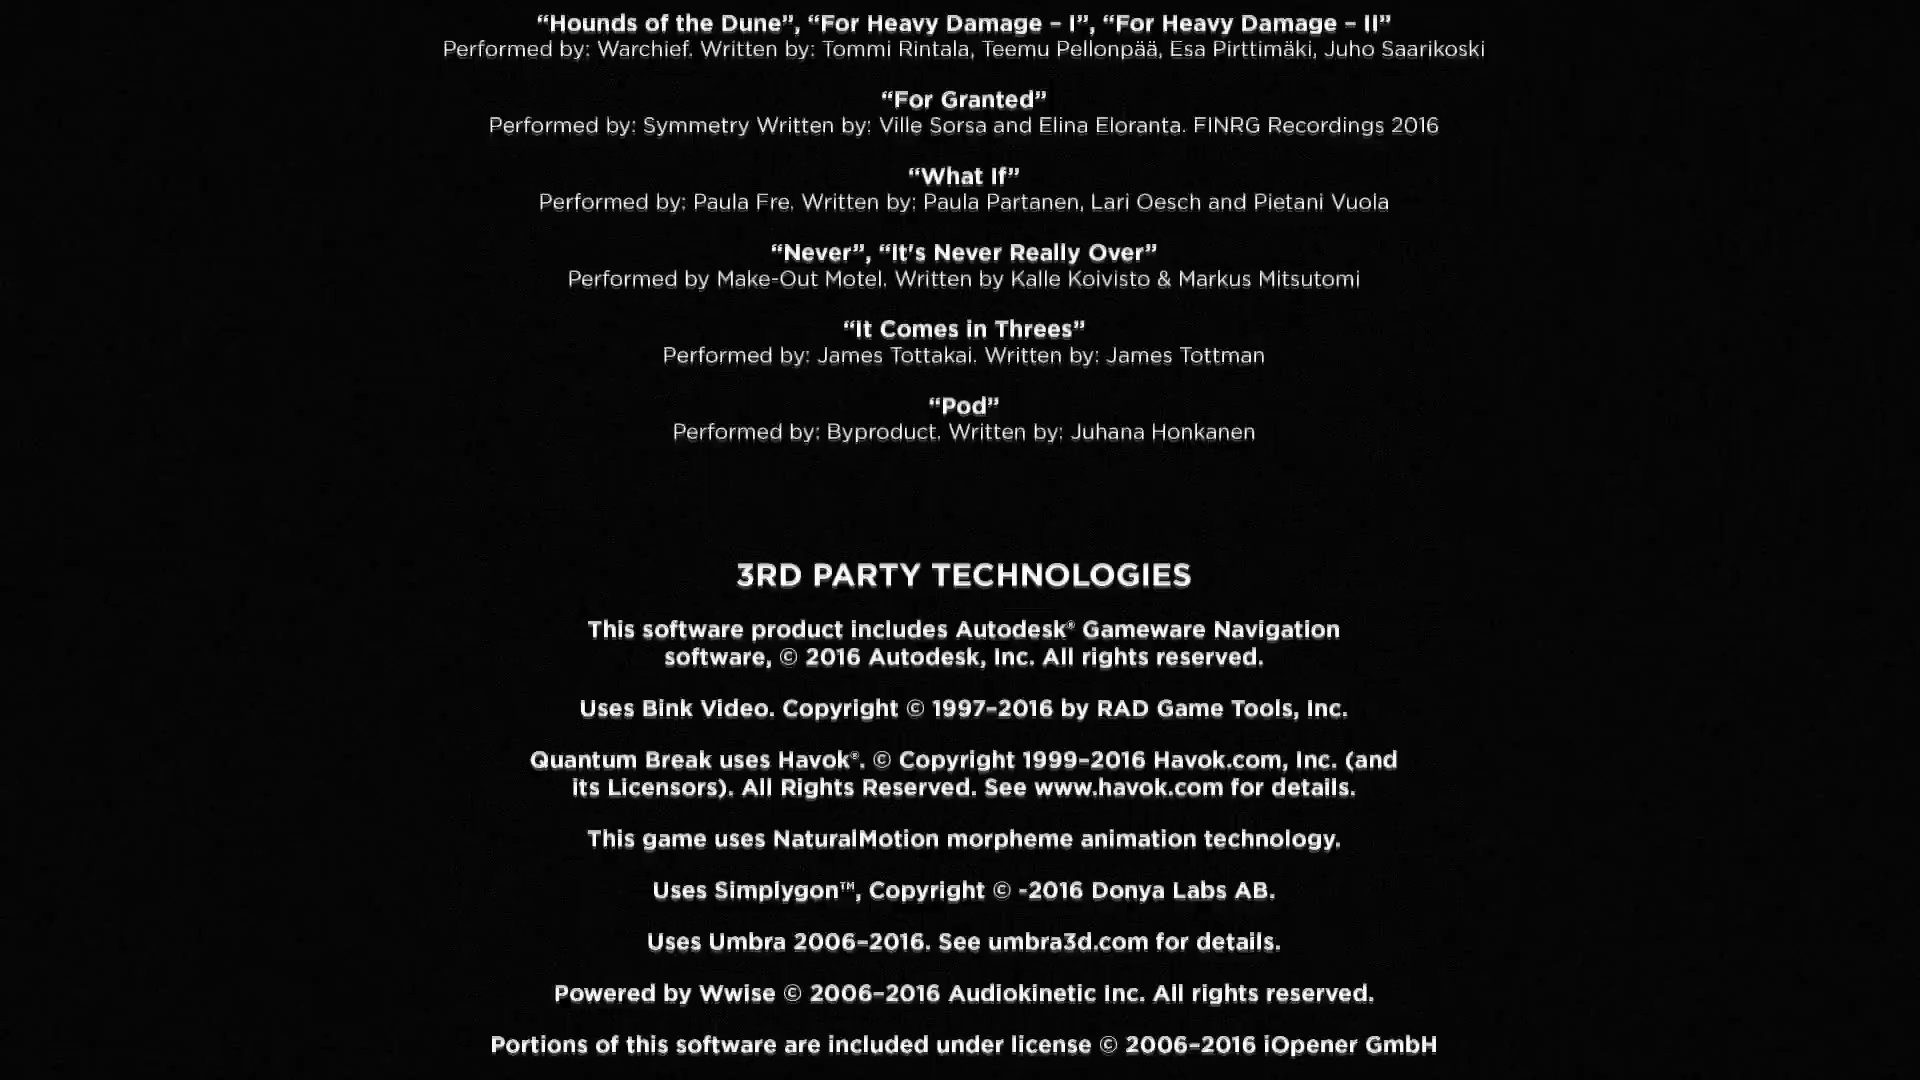 “Hounds of the Dune”, “For Heavy Damage – I”, “For Heavy Damage – II”
Performed by: Warchief. Written by: Tommi Rintala, Teemu Pellonpää, Esa Pirttimäki, Juho Saarikoski
“For Granted”
Performed by: Symmetry Written by: Ville Sorsa and Elina Eloranta. FINRG Recordings 2016
“What If”
Performed by: Paula Fre. Written by: Paula Partanen, Lari Oesch and Pietani Vuola
“Never”, “It's Never Really Over”
Performed by Make-Out Motel. Written by Kalle Koivisto & Markus Mitsutomi
“It Comes in Threes”
Performed by: James Tottakai. Written by: James Tottman
“Pod”
Performed by: Byproduct. Written by: Juhana Honkanen
3RD PARTY TECHNOLOGIES
This software product includes Autodesk® Gameware Navigation
software, © 2016 Autodesk, Inc. All rights reserved.
Uses Bink Video. Copyright © 1997–2016 by RAD Game Tools, Inc.
Quantum Break uses Havok®. © Copyright 1999–2016 Havok.com, Inc. (and
its Licensors). All Rights Reserved. See www.havok.com for details.
This game uses NaturalMotion morpheme animation technology.
Uses Simplygon™, Copyright © -2016 Donya Labs AB.
Uses Umbra 2006–2016. See umbra3d.com for details.
Powered by Wwise © 2006–2016 Audiokinetic Inc. All rights reserved.
Portions of this software are included under license © 2006–2016 iOpener GmbH